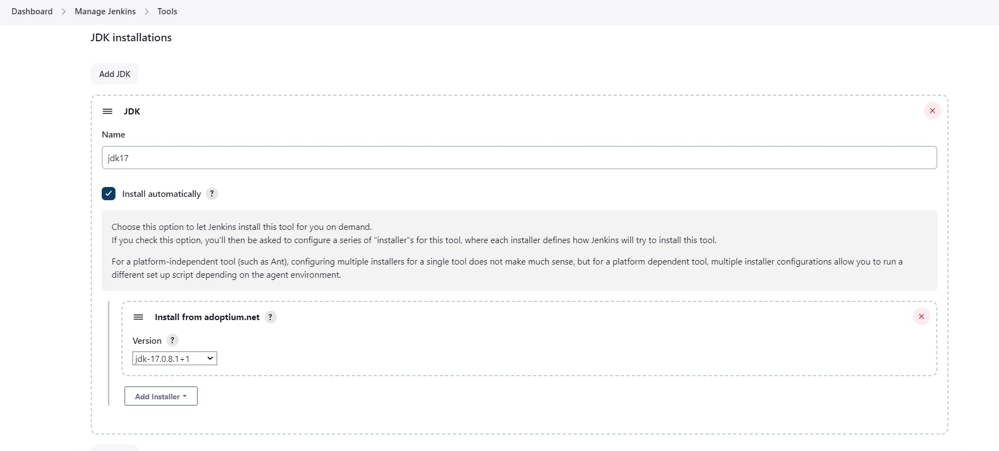 Dashboard > Manage Jenkins > Tools
JDK installations
Add JDK
JDK
Name
jdk17
Install automatically ?
Choose this option to let Jenkins install this tool for you on demand.
If you check this option, you'll then be asked to configure a series of "installer"s for this tool, where each installer defines how Jenkins will try to install this tool.
For a platform-independent tool (such as Ant), configuring multiple installers for a single tool does not make much sense, but for a platform dependent tool, multiple installer configurations allow you to run a
different set up script depending on the agent environment.
Install from adoptium.net ?
Version ?
jdk-17.0.8.1+1
Add Installer